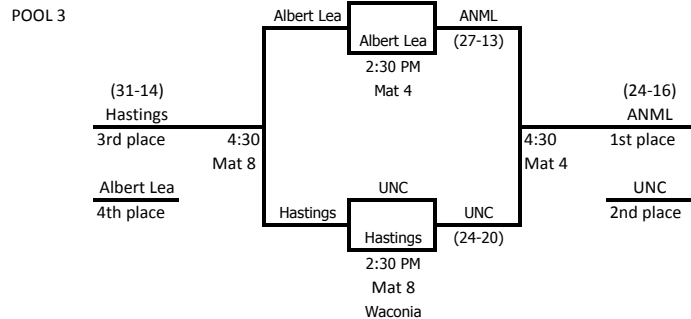 POOL 3
Albert Lea
ANML
Albert Lea
(27-13)
2:30 PM
Mat 4
(31-14)
(24-16)
Hastings
ANML
3rd place
4:30
4:30
1st place
Mat 8
Mat 4
Albert Lea
UNC
UNC
4th place
2nd place
Hastings
UNC
Hastings
(24-20)
2:30 PM
Mat 8
Waconia